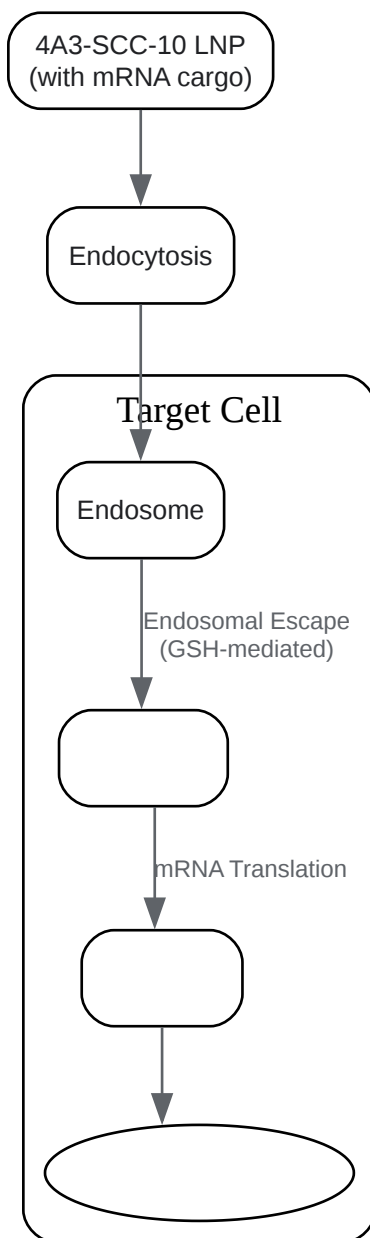 4A3-SCC-10 LNP
(with mRNA cargo)
Endocytosis
Target Cell
Endosome
Endosomal Escape
(GSH-mediated)
mRNA Translation